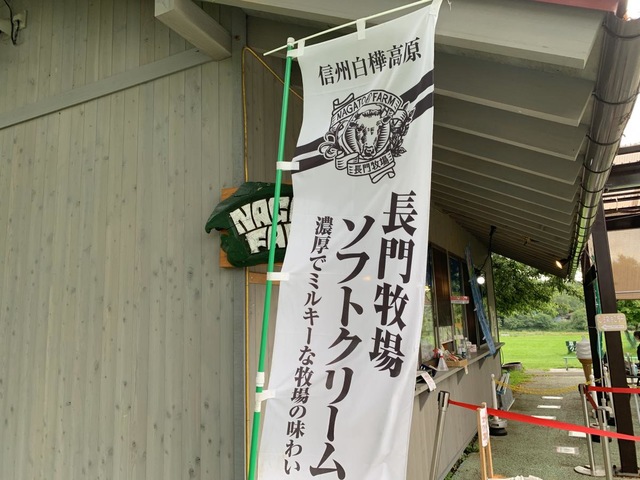 信州白樺高原
NAGATO FARM
長門牧場
長門牧場
ソフトクリーム
濃厚でミルキーな牧場の味わい